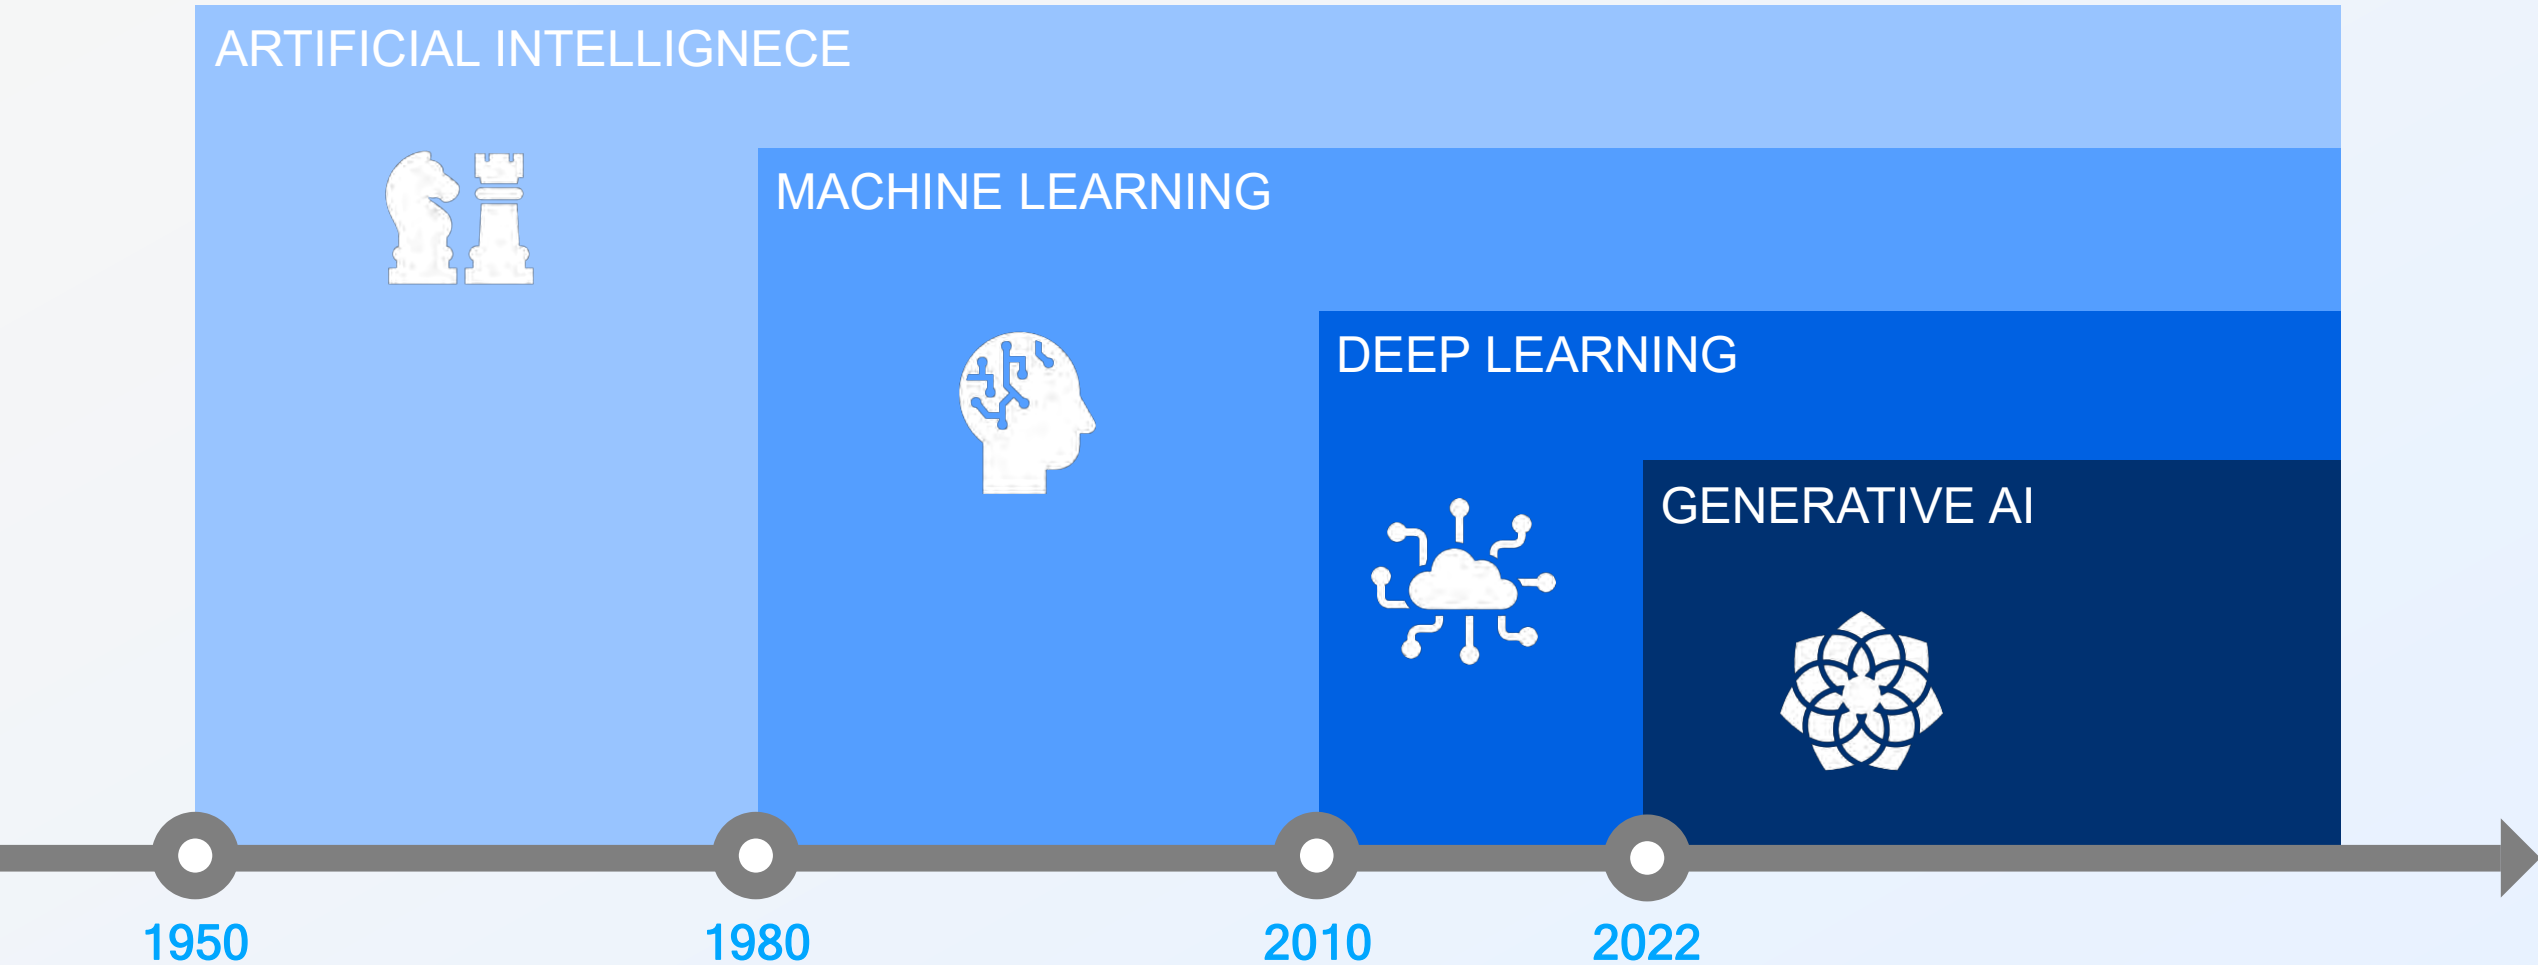 ARTIFICIAL INTELLIGNECE
MACHINE LEARNING
DEEP LEARNING
GENERATIVE AI
1950
1980
2010
2022